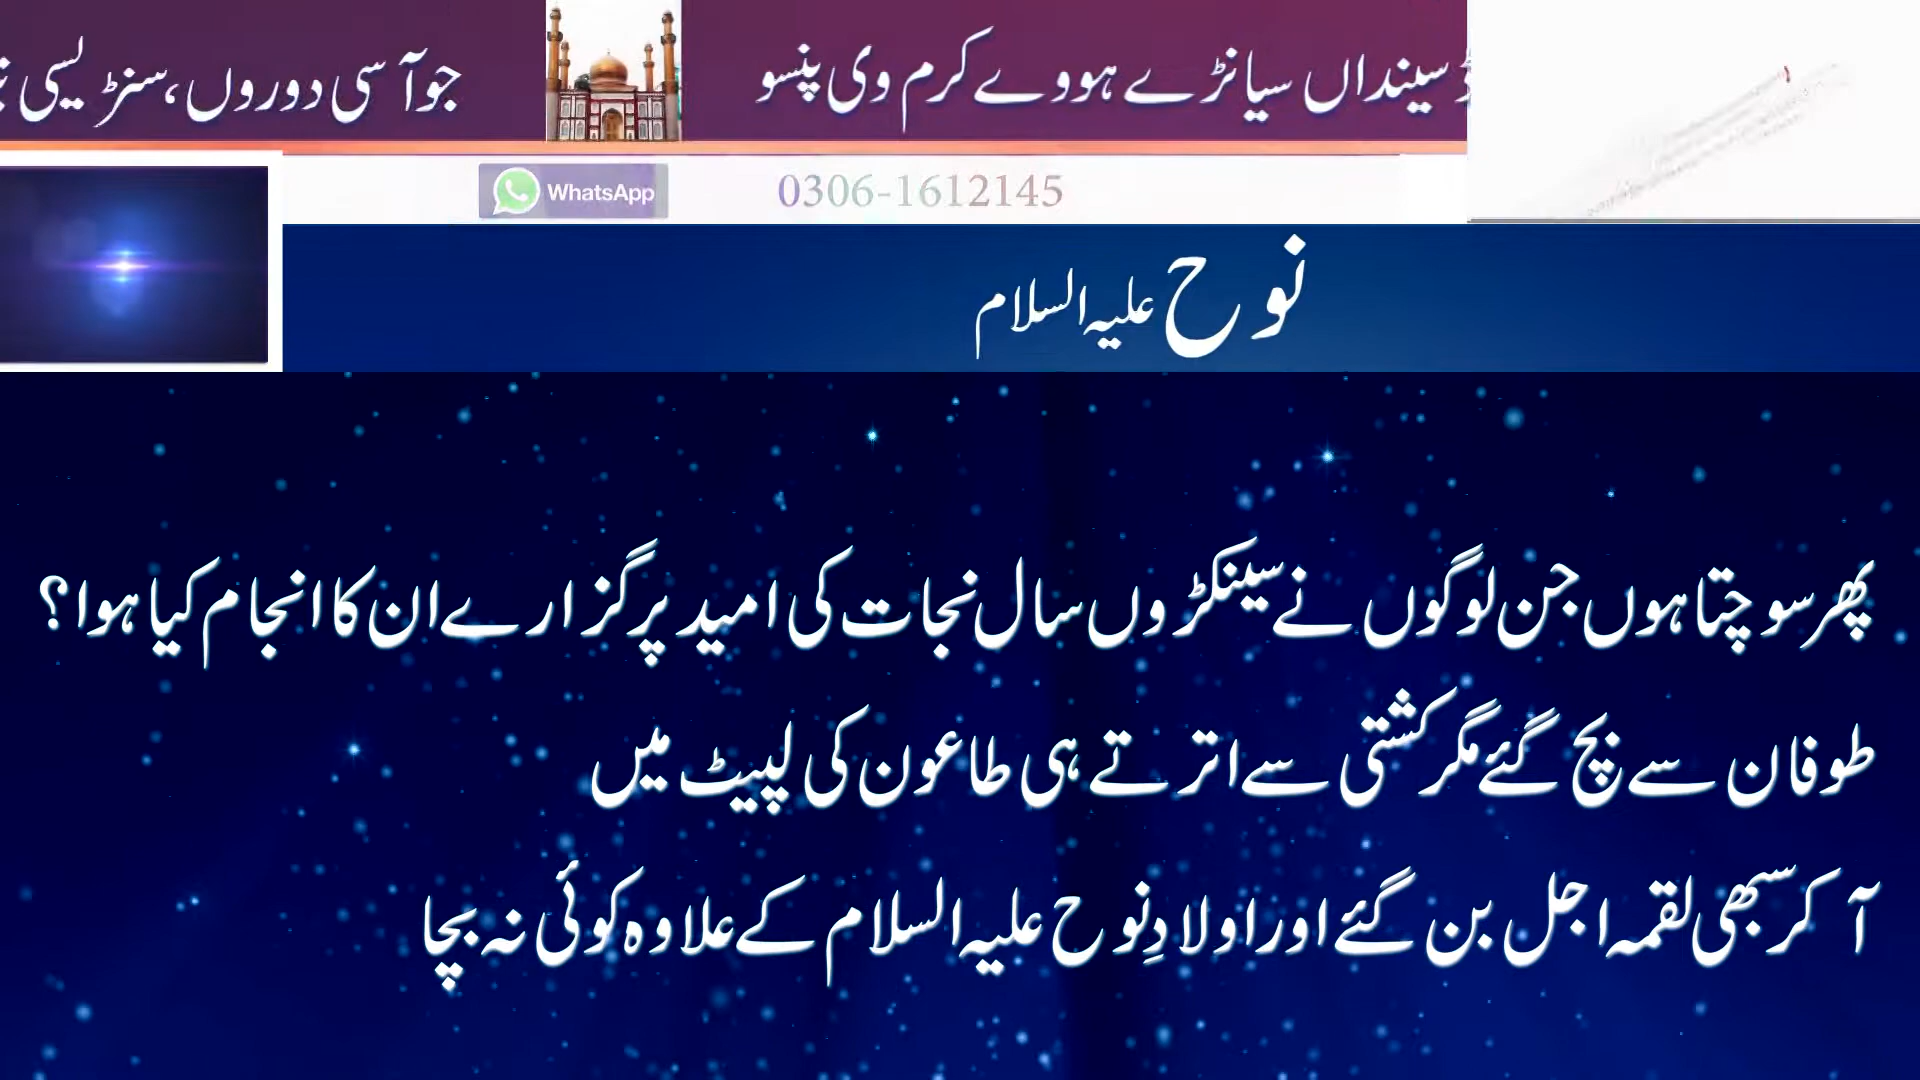 سینداں سیانڑے ہووے کرم وی پنسو
جو آسی دوروں، سنڑ یسی
WhatsApp 0306-1612145
نوح علیہ السلام
پھر سوچتا ہوں جن لوگوں نے سینکڑوں سال نجات کی امید پر گزارے ان کا انجام کیا ہوا؟
طوفان سے بچ گئے مگر کشتی سے اترتے ہی طاعون کی لپیٹ میں
آ کر سبھی لقمہ اجل بن گئے اور اولادِ نوح علیہ السلام کے علاوہ کوئی نہ بچا